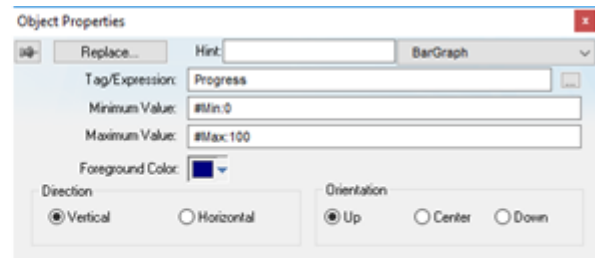 Object Properties
x
Replace... Hint: BarGraph
Tag/Expression: Progress ...
Minimum Value: #Min:0
Maximum Value: #Max:100
Foreground Color:
Direction Orientation
Vertical Horizontal Up Center Down